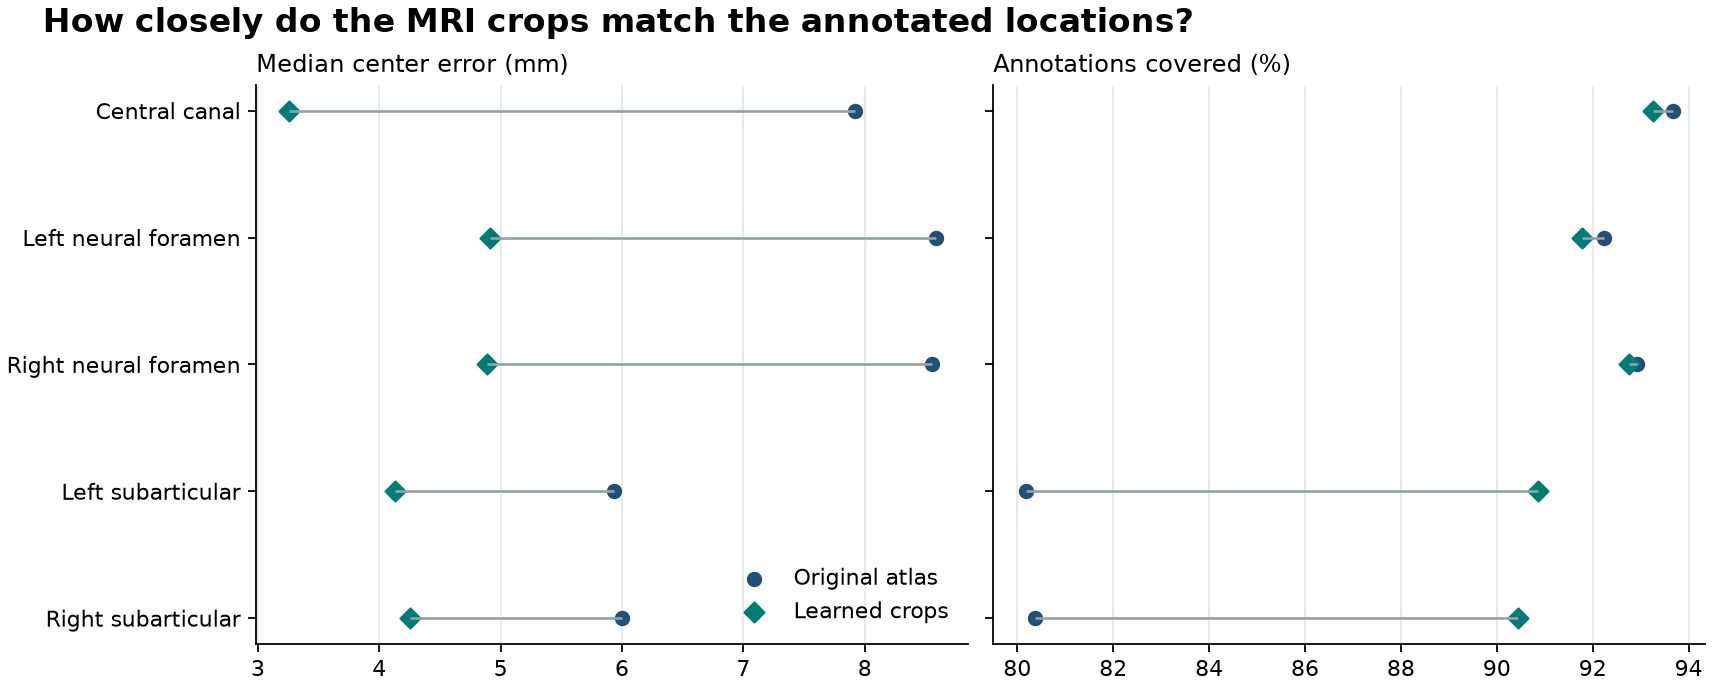 How closely do the MRI crops match the annotated locations?
Median center error (mm)
Annotations covered (%)
Central canal
Left neural foramen
Right neural foramen
Left subarticular
Right subarticular
Original atlas
Learned crops
3 4 5 6 7 8
80 82 84 86 88 90 92 94